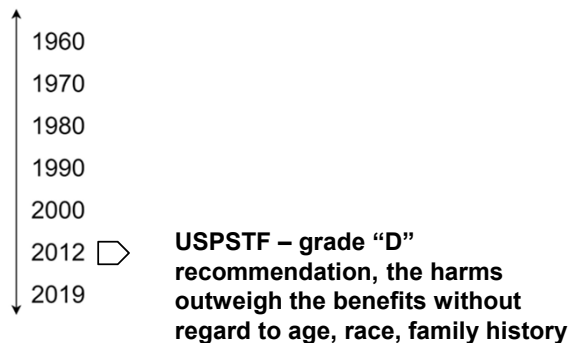 1960
1970
1980
1990
2000
2012
2019
USPSTF – grade “D”
recommendation, the harms
outweigh the benefits without
regard to age, race, family history